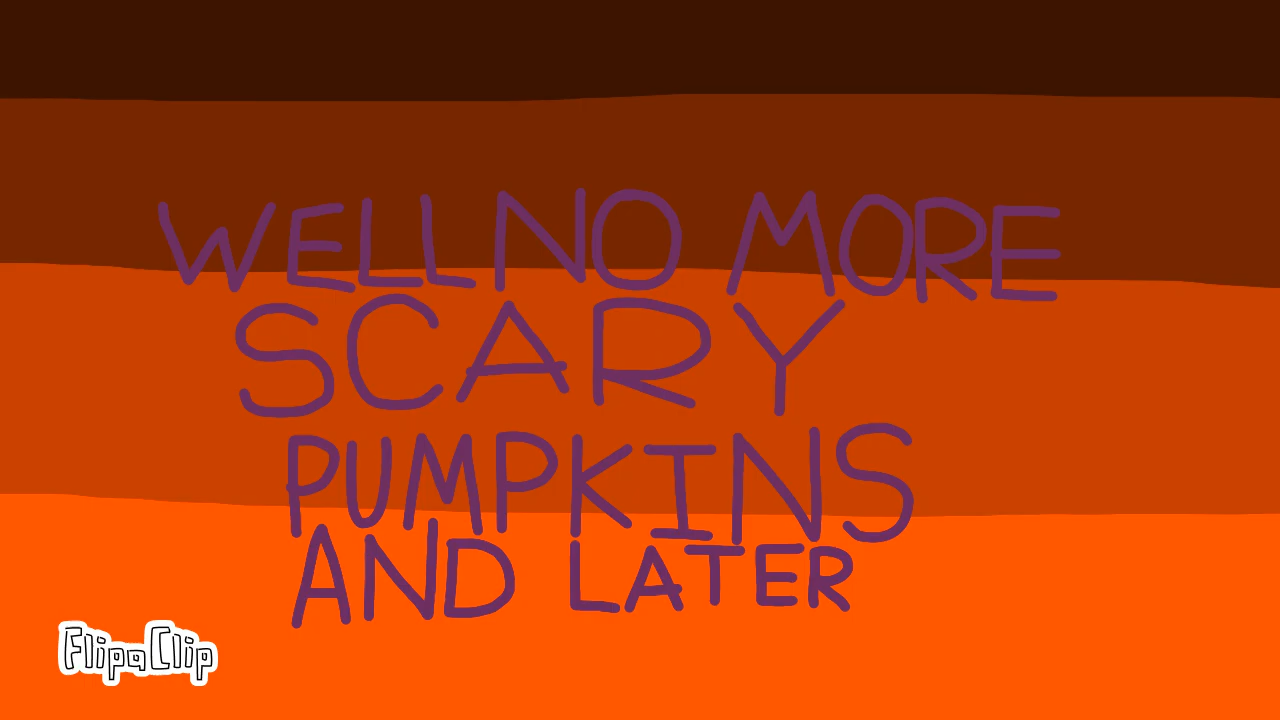 WELL NO MORE
SCARY
PUMPKINS
AND LATER
FlipaClip